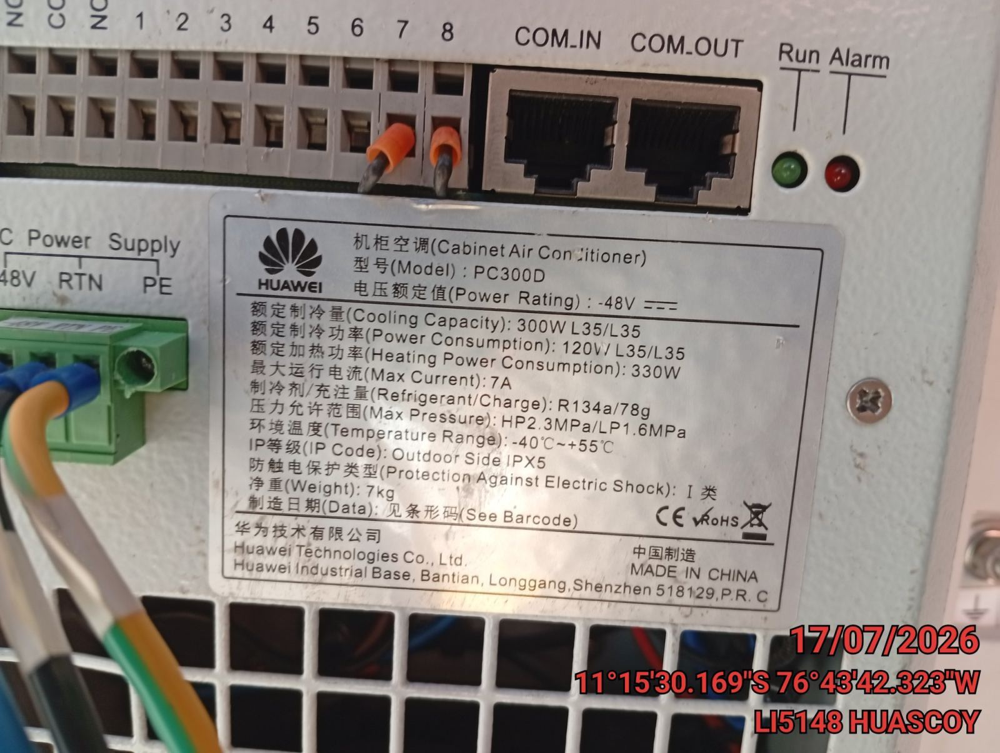 1 2 3 4 5 6 7 8 COM_IN COM_OUT Run Alarm
C Power Supply
48V RTN PE
HUAWEI
机柜空调(Cabinet Air Conditioner)
型号(Model) : PC300D
电压额定值(Power Rating) : -48V
额定制冷量(Cooling Capacity): 300W L35/L35
额定制冷功率(Power Consumption): 120W L35/L35
额定加热功率(Heating Power Consumption): 330W
最大运行电流(Max Current): 7A
制冷剂/充注量(Refrigerant/Charge): R134a/78g
压力允许范围(Max Pressure): HP2.3MPa/LP1.6MPa
环境温度(Temperature Range): -40℃~+55℃
IP等级(IP Code): Outdoor Side IPX5
防触电保护类型(Protection Against Electric Shock): I 类
净重(Weight): 7kg
制造日期(Data): 见条形码(See Barcode)
CE RoHS
华为技术有限公司
Huawei Technologies Co., Ltd.
Huawei Industrial Base, Bantian, Longgang,Shenzhen 518129,P.R. C
中国制造
MADE IN CHINA
17/07/2026
11°15'30.169"S 76°43'42.323"W
LI5148 HUASCOY